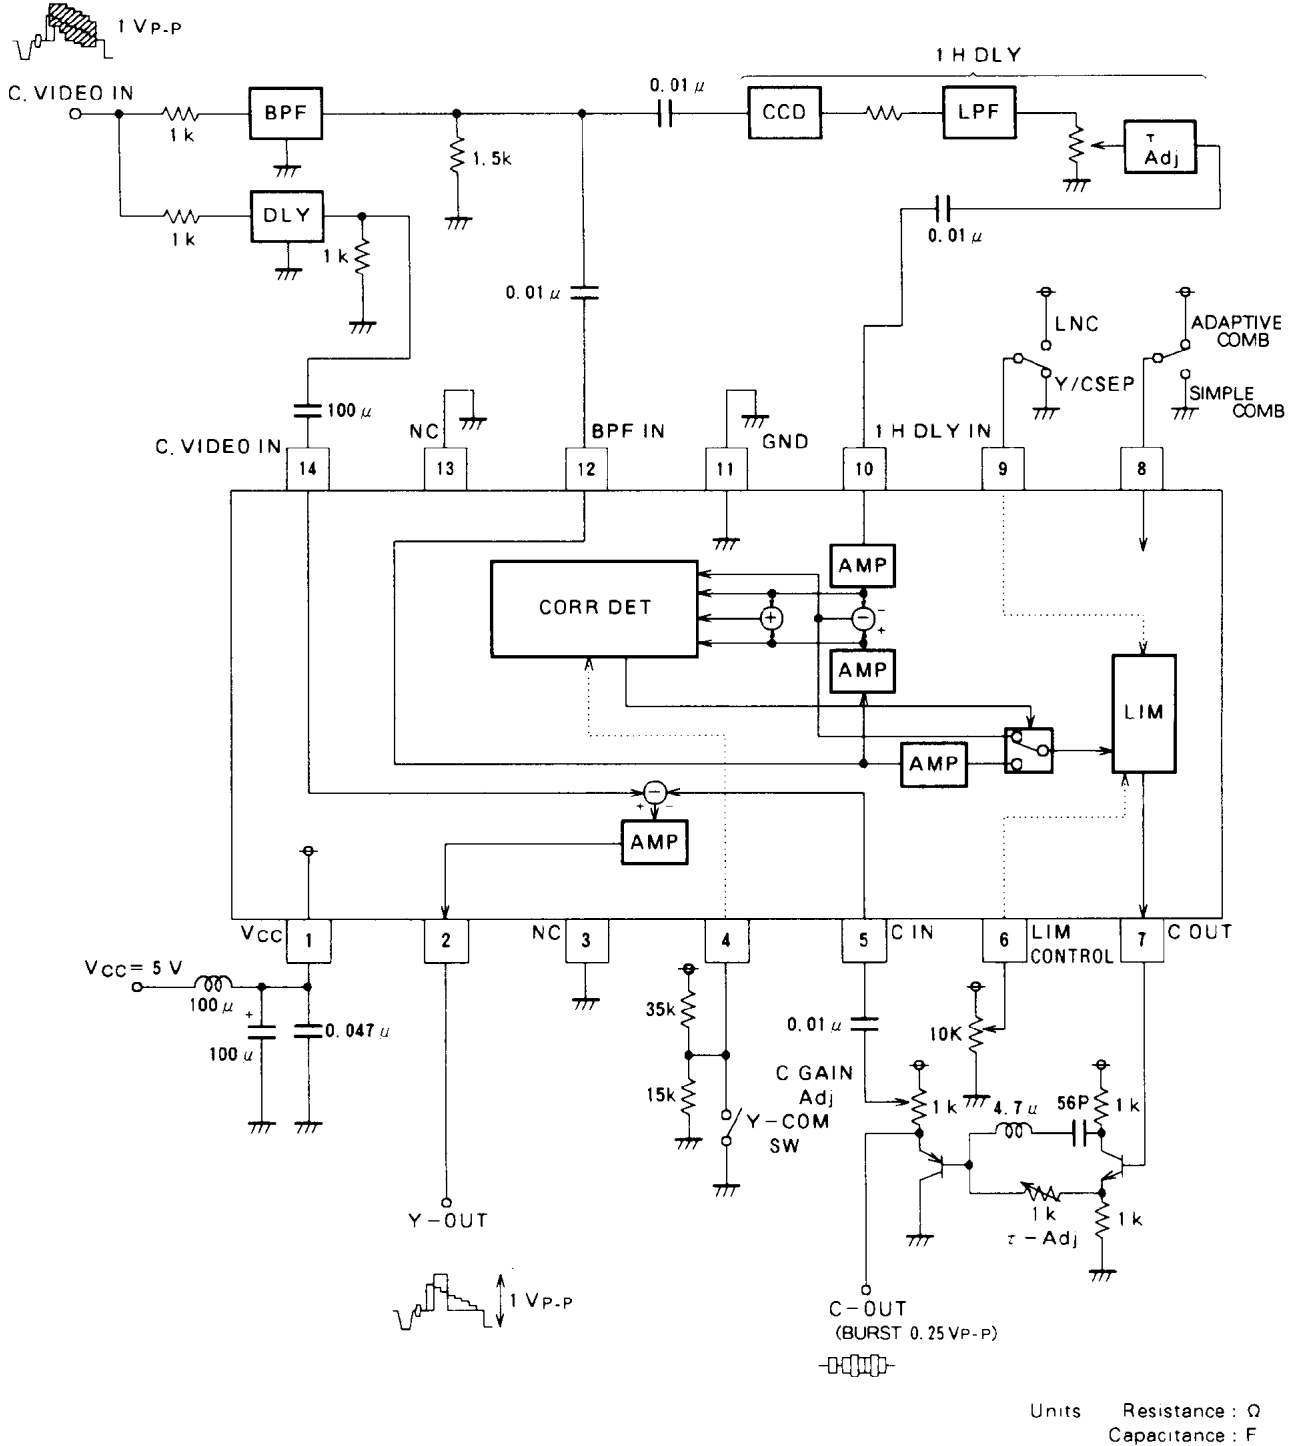 1 VP-P
1 H DLY
C. VIDEO IN
1 k
BPF
0.01 μ
CCD
LPF
τ
Adj
1.5k
DLY
1 k
1 k
0.01 μ
0.01 μ
LNC
Y/CSEP
ADAPTIVE
COMB
SIMPLE
COMB
100 μ
C. VIDEO IN
NC
BPF IN
GND
1 H DLY IN
14
13
12
11
10
9
8
AMP
CORR DET
+
−
−
+
AMP
LIM
AMP
−
+
−
AMP
VCC
1
2
NC
3
4
5
C IN
6
LIM
CONTROL
7
C OUT
VCC = 5 V
100 μ
+
100 μ
0.047 μ
35k
15k
Y-COM
SW
0.01 μ
C GAIN
Adj
10K
1 k
4.7 μ
56P
1 k
1 k
τ-Adj
1 k
Y-OUT
1 VP-P
C-OUT
(BURST 0.25 VP-P)
Units Resistance : Ω
Capacitance : F